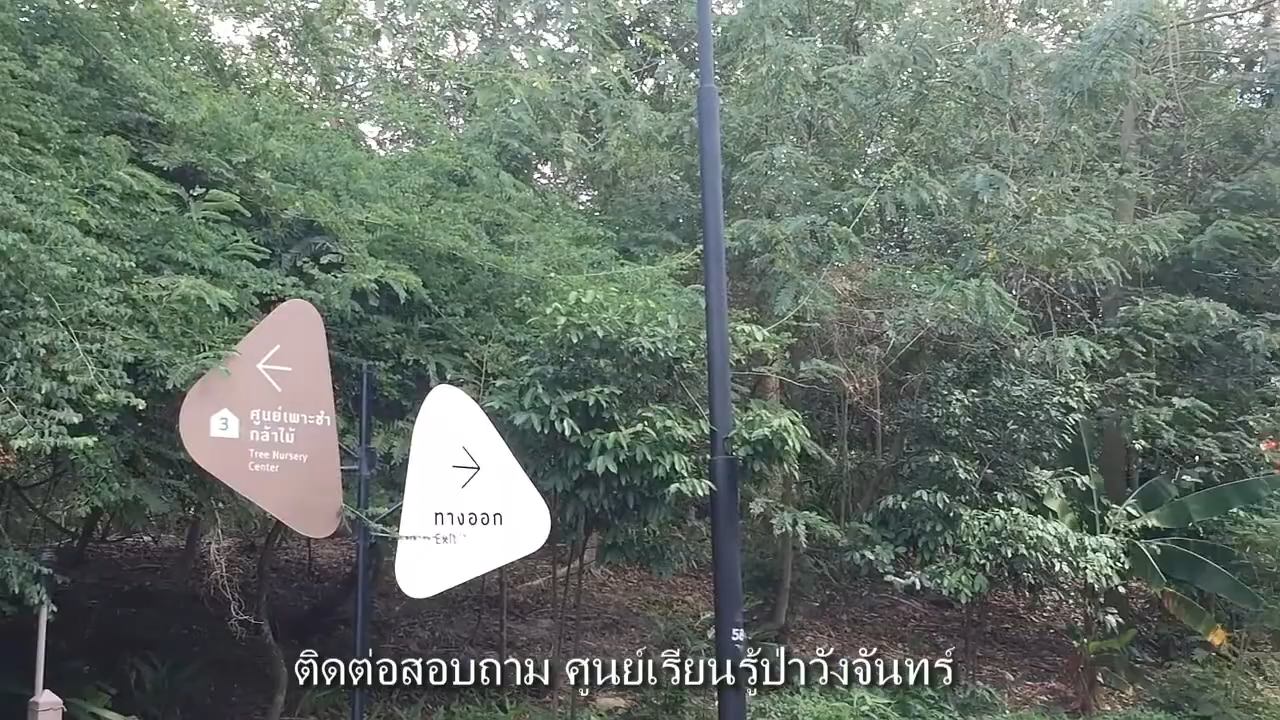 3
ศูนย์เพาะชำ
กล้าไม้
Tree Nursery
Center
ทางออก
Exit
58
ติดต่อสอบถาม ศูนย์เรียนรู้ป่าวังจันทร์